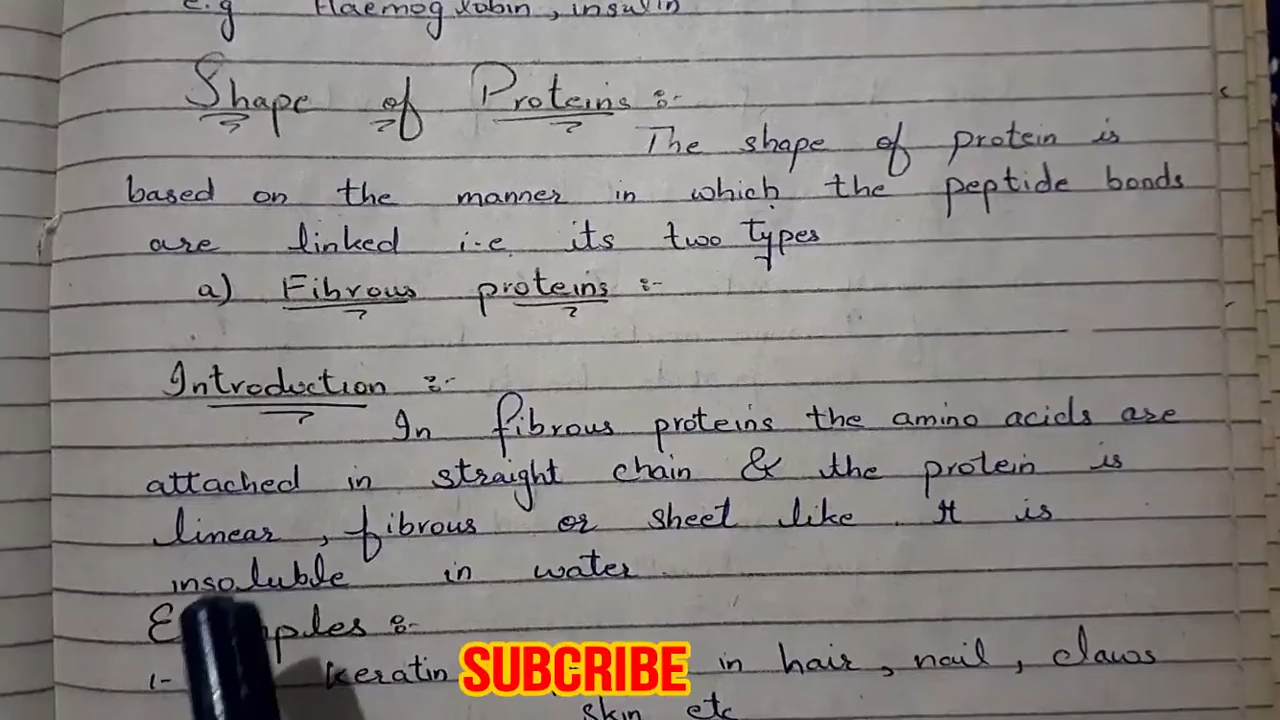 e.g Haemoglobin, insulin
Shape of Proteins :-
The shape of protein is
based on the manner in which the peptide bonds
are linked i-e its two types
a) Fibrous proteins :-
Introduction :-
In fibrous proteins the amino acids are
attached in straight chain & the protein is
linear, fibrous or sheet like. It is
insoluble in water.
:-
1- keratin SUBCRIBE in hair, nail, claws
skin etc